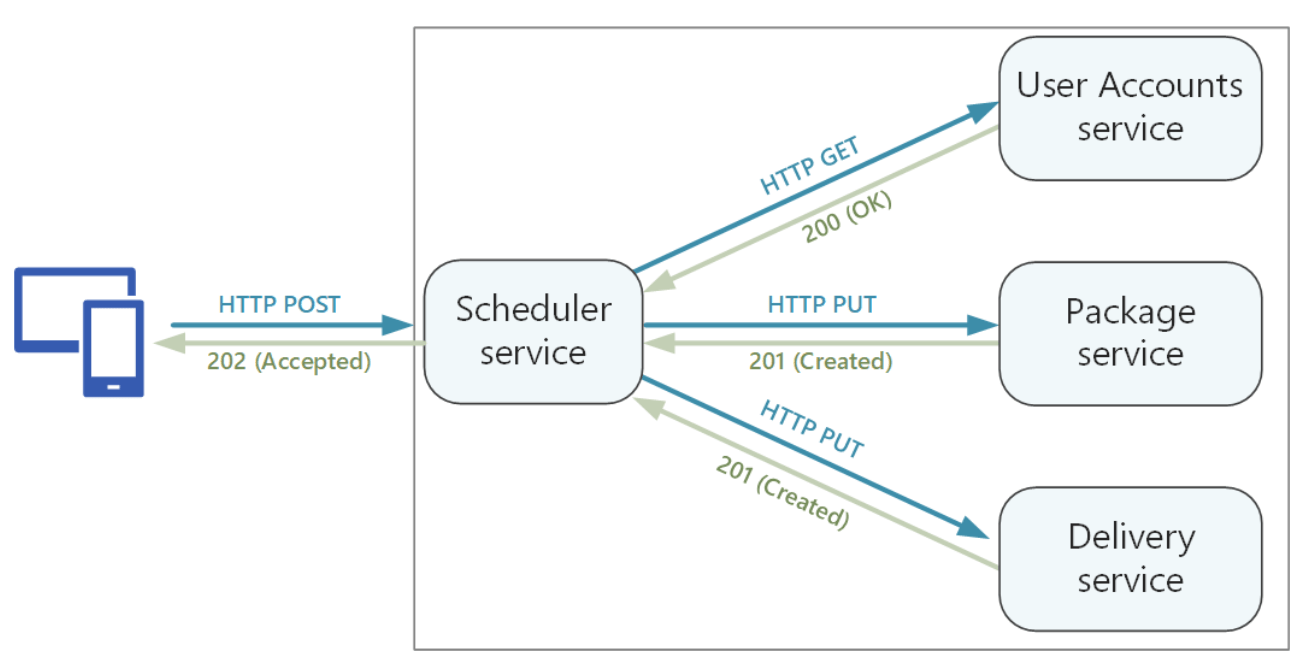 User Accounts
service
HTTP GET
200 (OK)
HTTP POST
202 (Accepted)
Scheduler
service
HTTP PUT
201 (Created)
Package
service
HTTP PUT
201 (Created)
Delivery
service